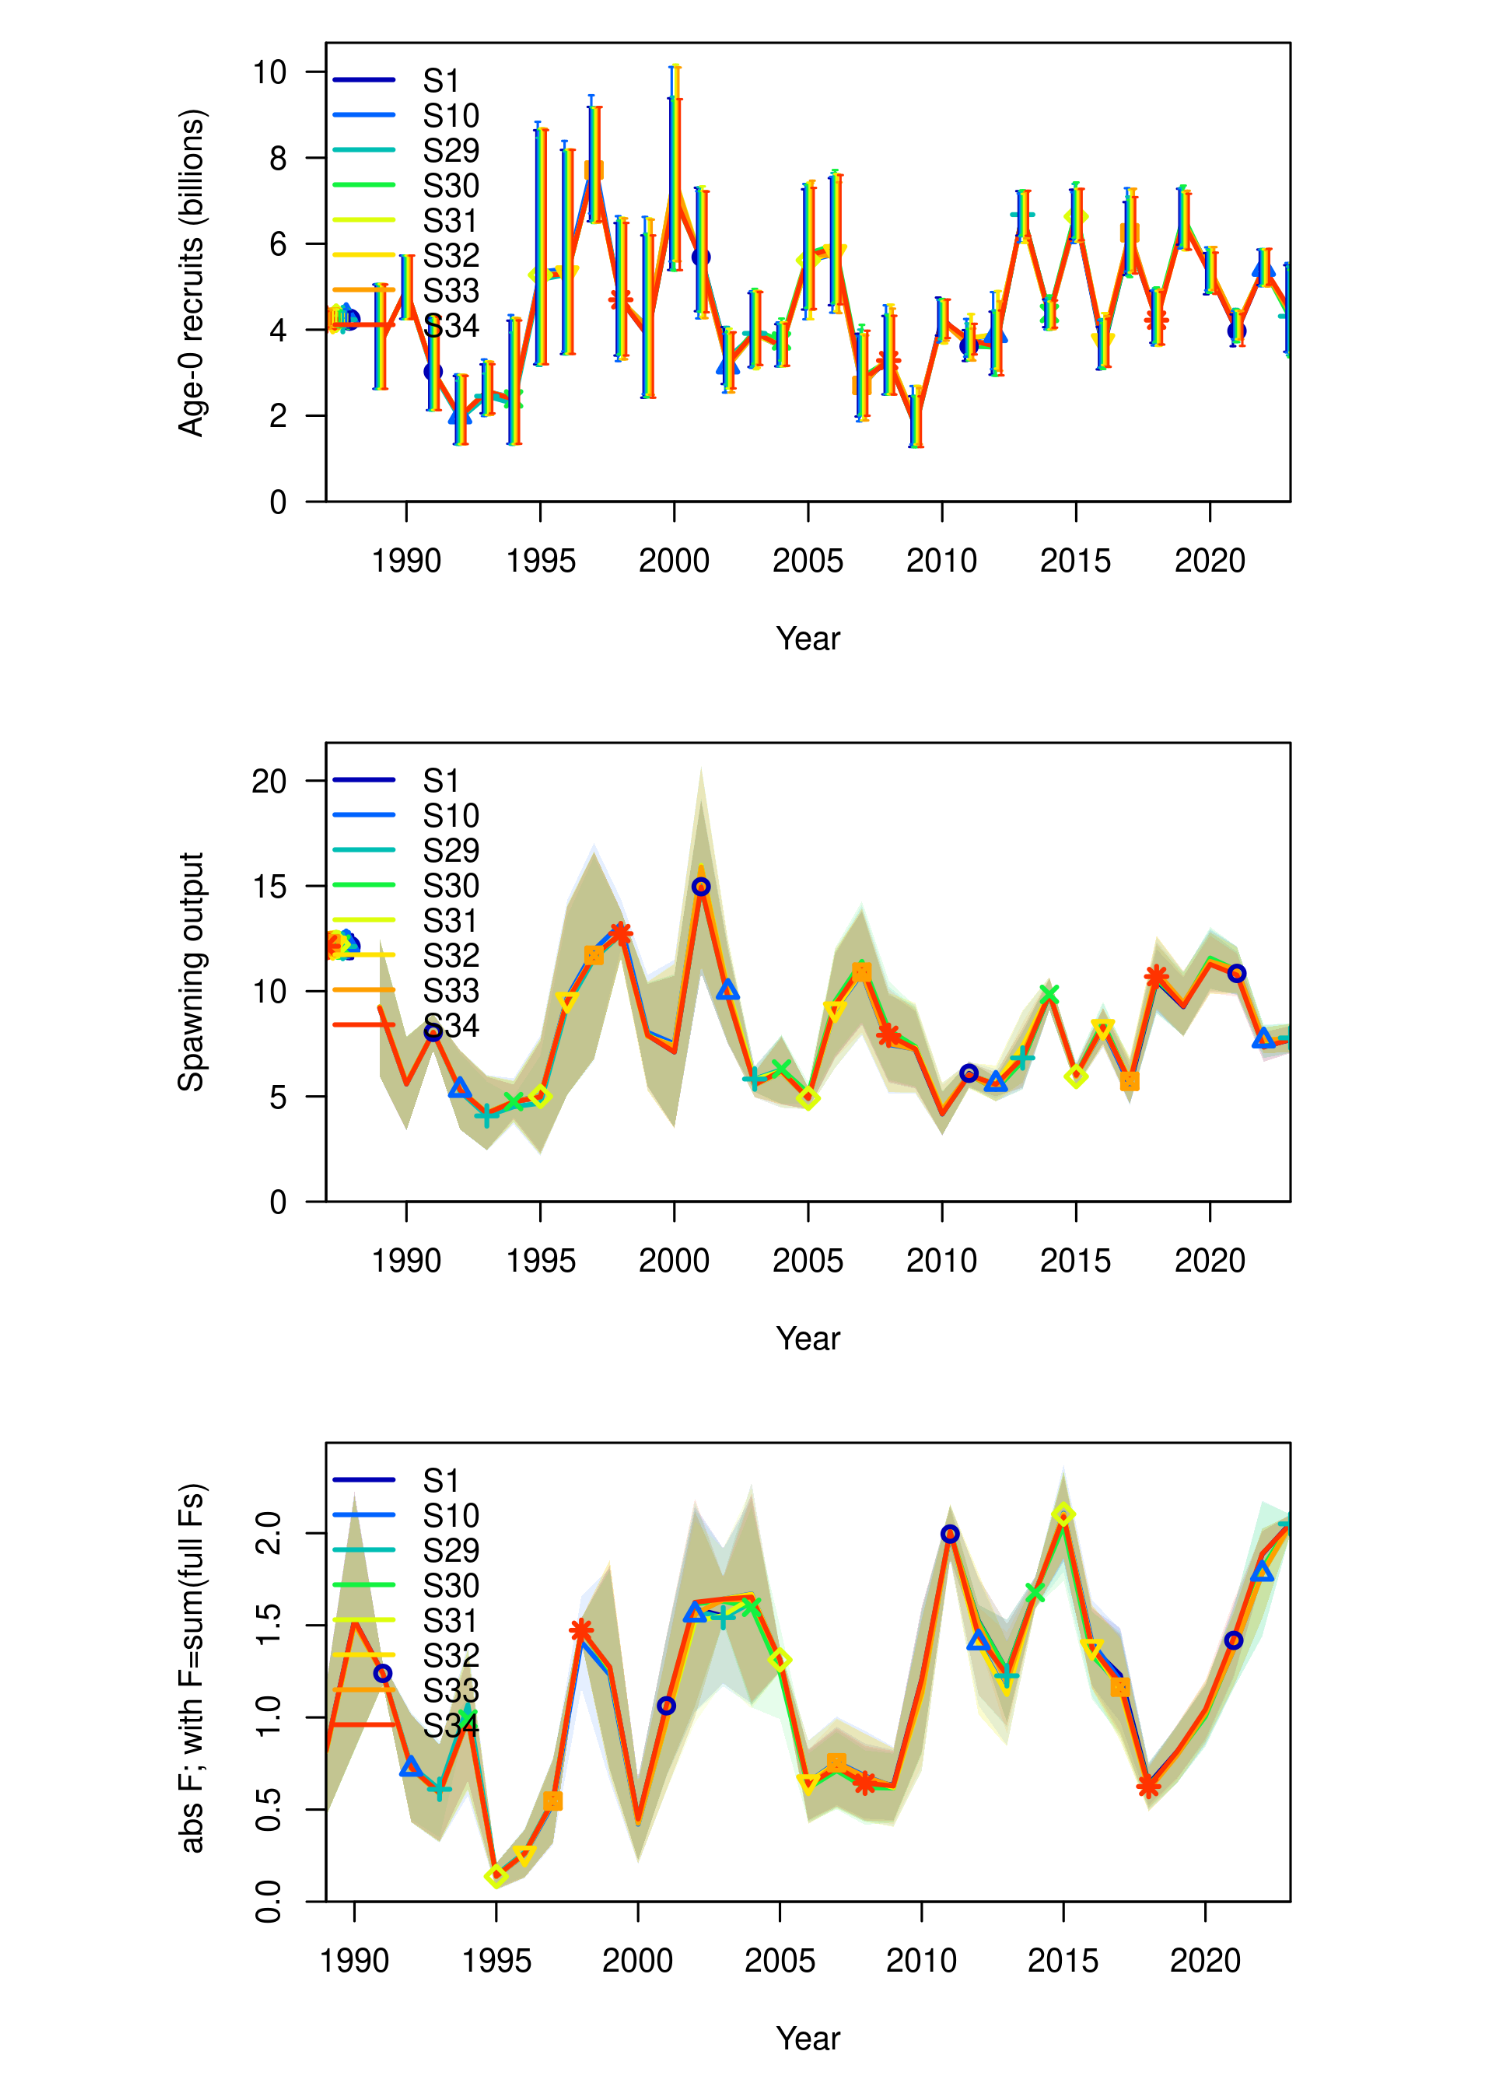 Age-0 recruits (billions)
10
8
6
4
2
0
S1
S10
S29
S30
S31
S32
S33
S34
1990 1995 2000 2005 2010 2015 2020
Year
Spawning output
20
15
10
5
0
S1
S10
S29
S30
S31
S32
S33
S34
1990 1995 2000 2005 2010 2015 2020
Year
abs F; with F=sum(full Fs)
2.0
1.5
1.0
0.5
0.0
S1
S10
S29
S30
S31
S32
S33
S34
1990 1995 2000 2005 2010 2015 2020
Year